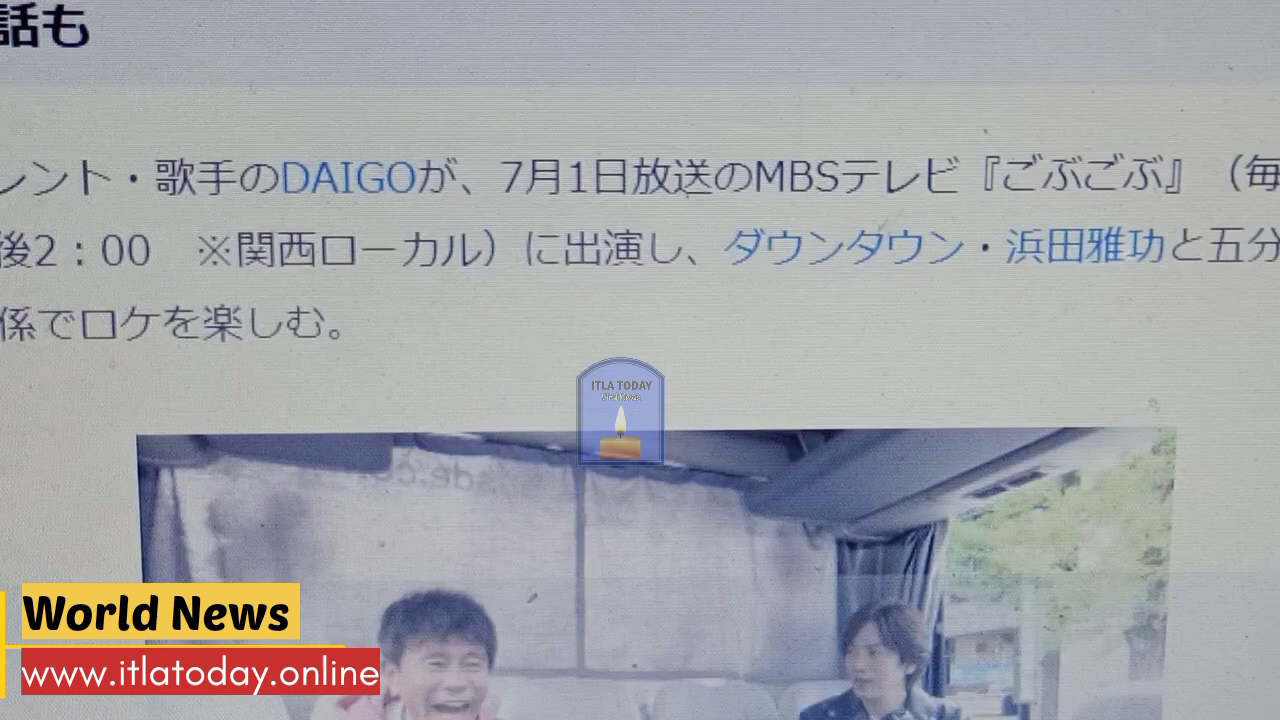 話も
レント・歌手のDAIGOが、7月1日放送のMBSテレビ『ごぶごぶ』（毎
後2：00　※関西ローカル）に出演し、ダウンタウン・浜田雅功と五分
係でロケを楽しむ。
ITLA TODAY
Viral News
World News
www.itlatoday.online